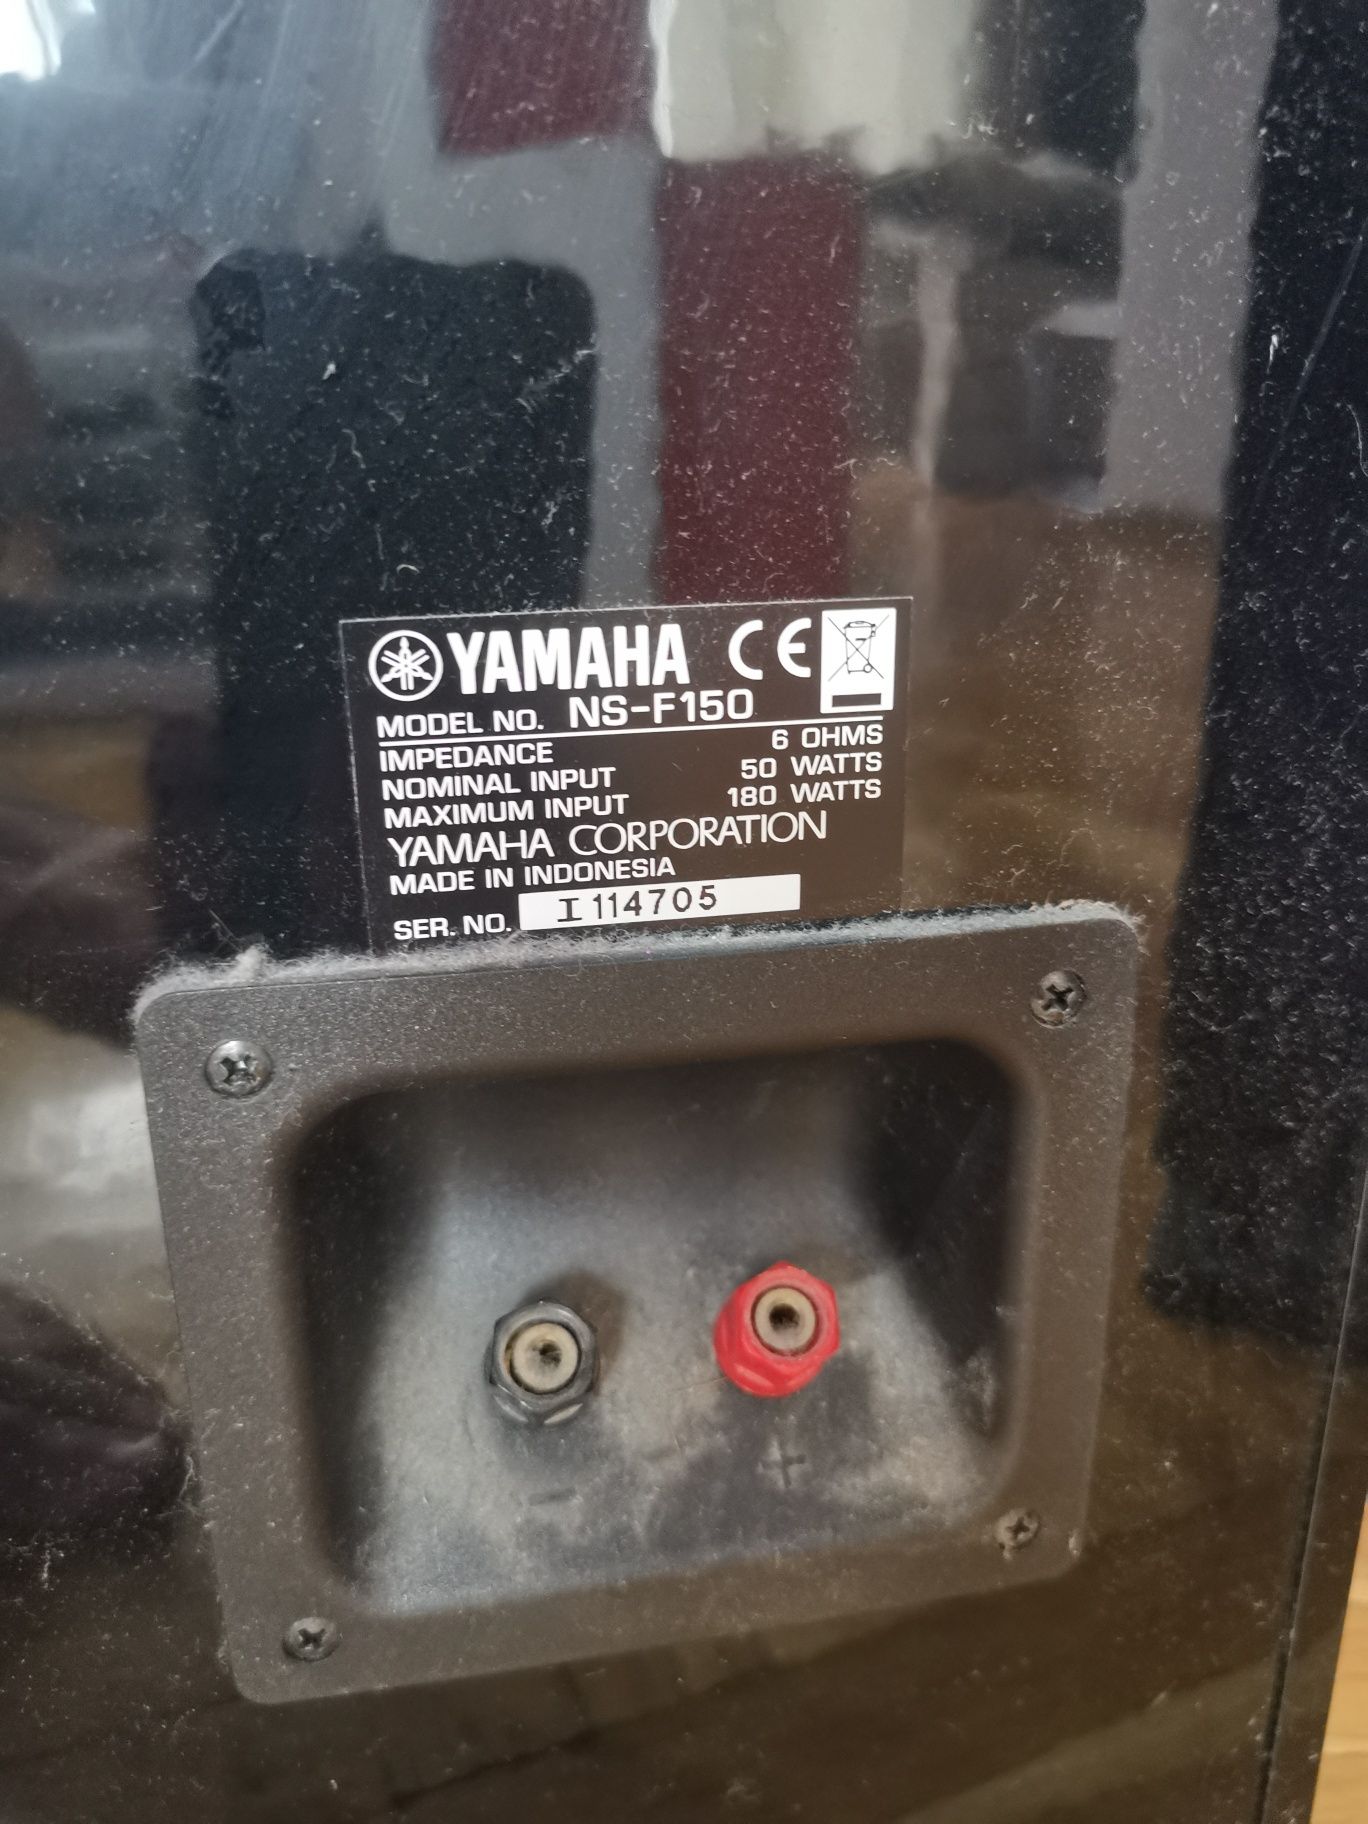 YAMAHA CE
MODEL NO. NS-F150
IMPEDANCE 6 OHMS
NOMINAL INPUT 50 WATTS
MAXIMUM INPUT 180 WATTS
YAMAHA CORPORATION
MADE IN INDONESIA
SER. NO. I114705
- +